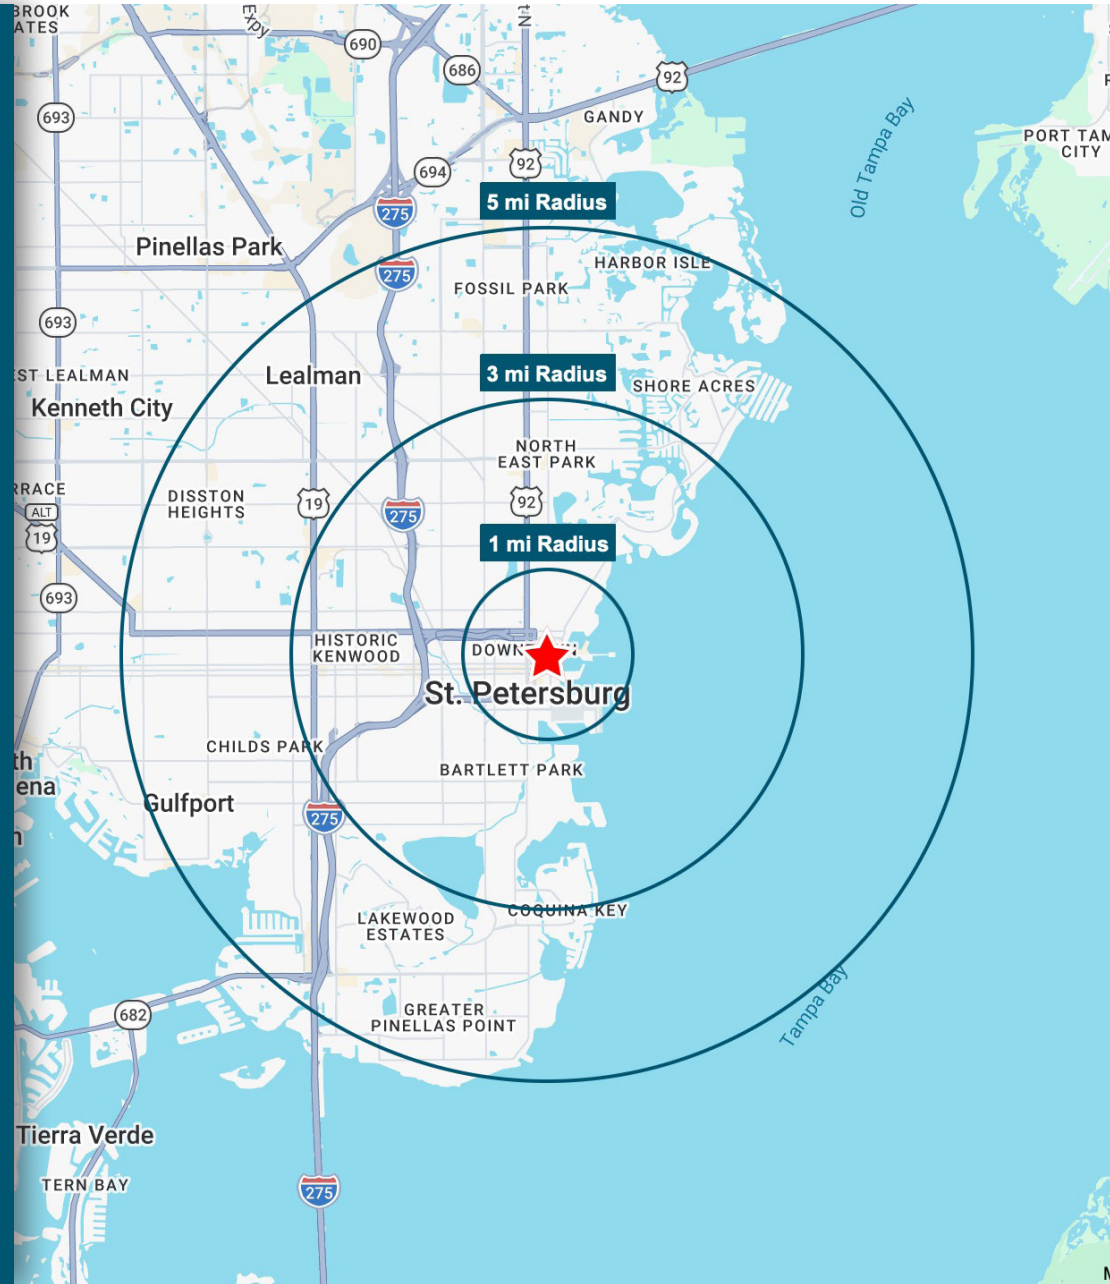 BROOK
ATES
Expy
t N
690
686
92
693
GANDY
Old Tampa Bay
PORT TAM
CITY
92
694
5 mi Radius
275
Pinellas Park
HARBOR ISLE
275
FOSSIL PARK
693
3 mi Radius
EST LEALMAN
Lealman
SHORE ACRES
Kenneth City
NORTH
EAST PARK
RRACE
DISSTON
HEIGHTS
19
92
ALT
19
275
1 mi Radius
693
HISTORIC
KENWOOD
St. Petersburg
CHILDS PARK
BARTLETT PARK
th
ena
Gulfport
275
n
COQUINA KEY
LAKEWOOD
ESTATES
Tampa Bay
682
GREATER
PINELLAS POINT
Tierra Verde
TERN BAY
275